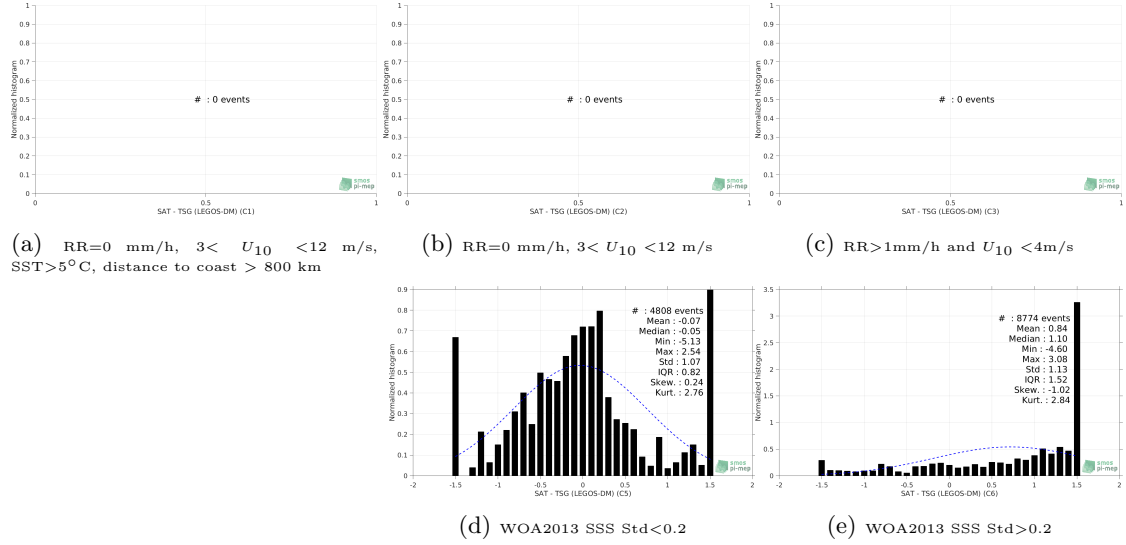 Normalized histogram
1
0.9
0.8
0.7
0.6
0.5
0.4
0.3
0.2
0.1
0
# : 0 events
0
0.5
1
SAT - TSG (LEGOS-DM) (C1)
smos
pi-mep
Normalized histogram
1
0.9
0.8
0.7
0.6
0.5
0.4
0.3
0.2
0.1
0
# : 0 events
0
0.5
1
SAT - TSG (LEGOS-DM) (C2)
smos
pi-mep
Normalized histogram
1
0.9
0.8
0.7
0.6
0.5
0.4
0.3
0.2
0.1
0
# : 0 events
0
0.5
1
SAT - TSG (LEGOS-DM) (C3)
smos
pi-mep
(a) RR=0 mm/h, 3< U10 <12 m/s,
SST>5°C, distance to coast > 800 km
(b) RR=0 mm/h, 3< U10 <12 m/s
(c) RR>1mm/h and U10 <4m/s
Normalized histogram
0.9
0.8
0.7
0.6
0.5
0.4
0.3
0.2
0.1
0
# : 4808 events
Mean : -0.07
Median : -0.05
Min : -5.13
Max : 2.54
Std : 1.07
IQR : 0.82
Skew. : 0.24
Kurt. : 2.76
-2
-1.5
-1
-0.5
0
0.5
1
1.5
2
SAT - TSG (LEGOS-DM) (C5)
smos
pi-mep
Normalized histogram
3.5
3
2.5
2
1.5
1
0.5
0
# : 8774 events
Mean : 0.84
Median : 1.10
Min : -4.60
Max : 3.08
Std : 1.13
IQR : 1.52
Skew. : -1.02
Kurt. : 2.84
-2
-1.5
-1
-0.5
0
0.5
1
1.5
2
SAT - TSG (LEGOS-DM) (C6)
smos
pi-mep
(d) WOA2013 SSS Std<0.2
(e) WOA2013 SSS Std>0.2